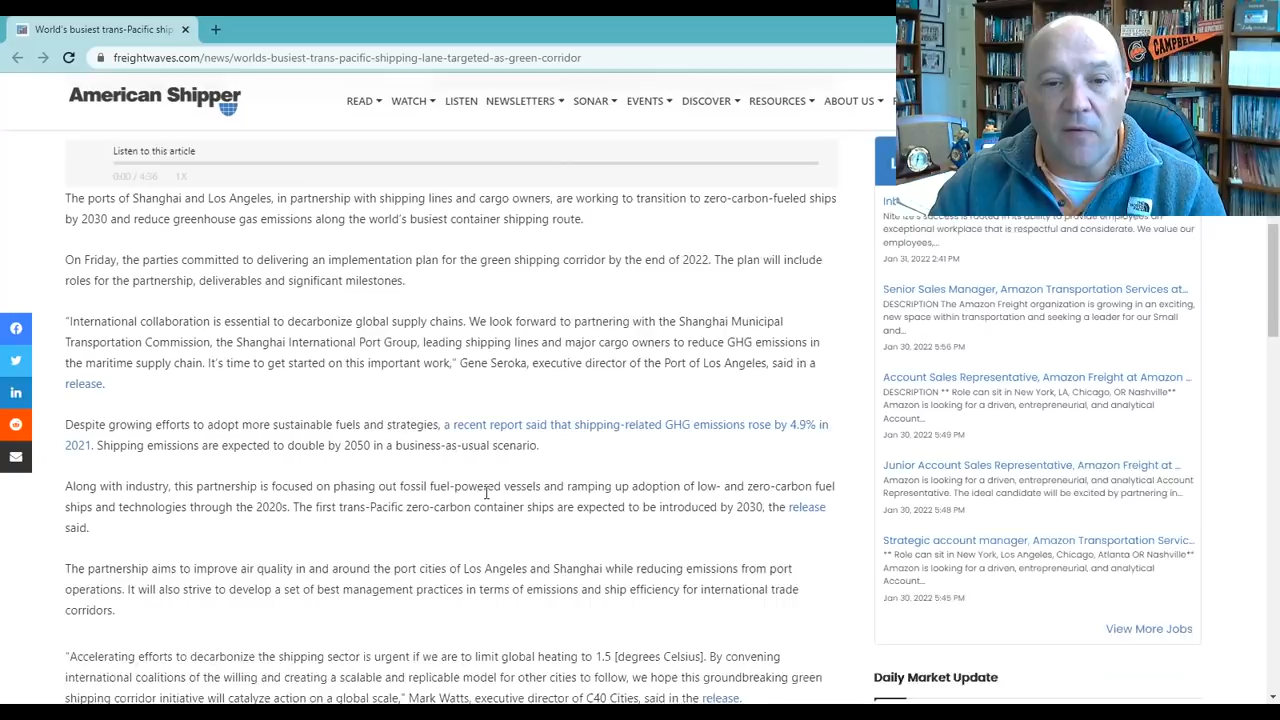 World's busiest trans-Pacific ship
freightwaves.com/news/worlds-busiest-trans-pacific-shipping-lane-targeted-as-green-corridor
American Shipper
READ WATCH LISTEN NEWSLETTERS SONAR EVENTS DISCOVER RESOURCES ABOUT US
CAMPBELL
Listen to this article
0:00 / 4:36 1X
The ports of Shanghai and Los Angeles, in partnership with shipping lines and cargo owners, are working to transition to zero-carbon-fueled ships
by 2030 and reduce greenhouse gas emissions along the world's busiest container shipping route.
On Friday, the parties committed to delivering an implementation plan for the green shipping corridor by the end of 2022. The plan will include
roles for the partnership, deliverables and significant milestones.
"International collaboration is essential to decarbonize global supply chains. We look forward to partnering with the Shanghai Municipal
Transportation Commission, the Shanghai International Port Group, leading shipping lines and major cargo owners to reduce GHG emissions in
the maritime supply chain. It's time to get started on this important work," Gene Seroka, executive director of the Port of Los Angeles, said in a
release.
Despite growing efforts to adopt more sustainable fuels and strategies, a recent report said that shipping-related GHG emissions rose by 4.9% in
2021. Shipping emissions are expected to double by 2050 in a business-as-usual scenario.
Along with industry, this partnership is focused on phasing out fossil fuel-powered vessels and ramping up adoption of low- and zero-carbon fuel
ships and technologies through the 2020s. The first trans-Pacific zero-carbon container ships are expected to be introduced by 2030, the release
said.
The partnership aims to improve air quality in and around the port cities of Los Angeles and Shanghai while reducing emissions from port
operations. It will also strive to develop a set of best management practices in terms of emissions and ship efficiency for international trade
corridors.
"Accelerating efforts to decarbonize the shipping sector is urgent if we are to limit global heating to 1.5 [degrees Celsius]. By convening
international coalitions of the willing and creating a scalable and replicable model for other cities to follow, we hope this groundbreaking green
shipping corridor initiative will catalyze action on a global scale," Mark Watts, executive director of C40 Cities, said in the release.
Nite Ize's success is rooted in its ability to provide employees an
exceptional workplace that is respectful and considerate. We value our
employees,...
Jan 31, 2022 2:41 PM
Senior Sales Manager, Amazon Transportation Services at...
DESCRIPTION The Amazon Freight organization is growing in an exciting,
new space within transportation and seeking a leader for our Small
and...
Jan 30, 2022 5:56 PM
Account Sales Representative, Amazon Freight at Amazon ...
DESCRIPTION ** Role can sit in New York, LA, Chicago, OR Nashville**
Amazon is looking for a driven, entrepreneurial, and analytical
Account...
Jan 30, 2022 5:49 PM
Junior Account Sales Representative, Amazon Freight at ...
Amazon is looking for a driven, entrepreneurial, and analytical Account
Representative. The ideal candidate will be excited by partnering in...
Jan 30, 2022 5:48 PM
Strategic account manager, Amazon Transportation Servic...
** Role can sit in New York, Los Angeles, Chicago, Atlanta OR Nashville**
Amazon is looking for a driven, entrepreneurial, and analytical
Account...
Jan 30, 2022 5:45 PM
View More Jobs
Daily Market Update